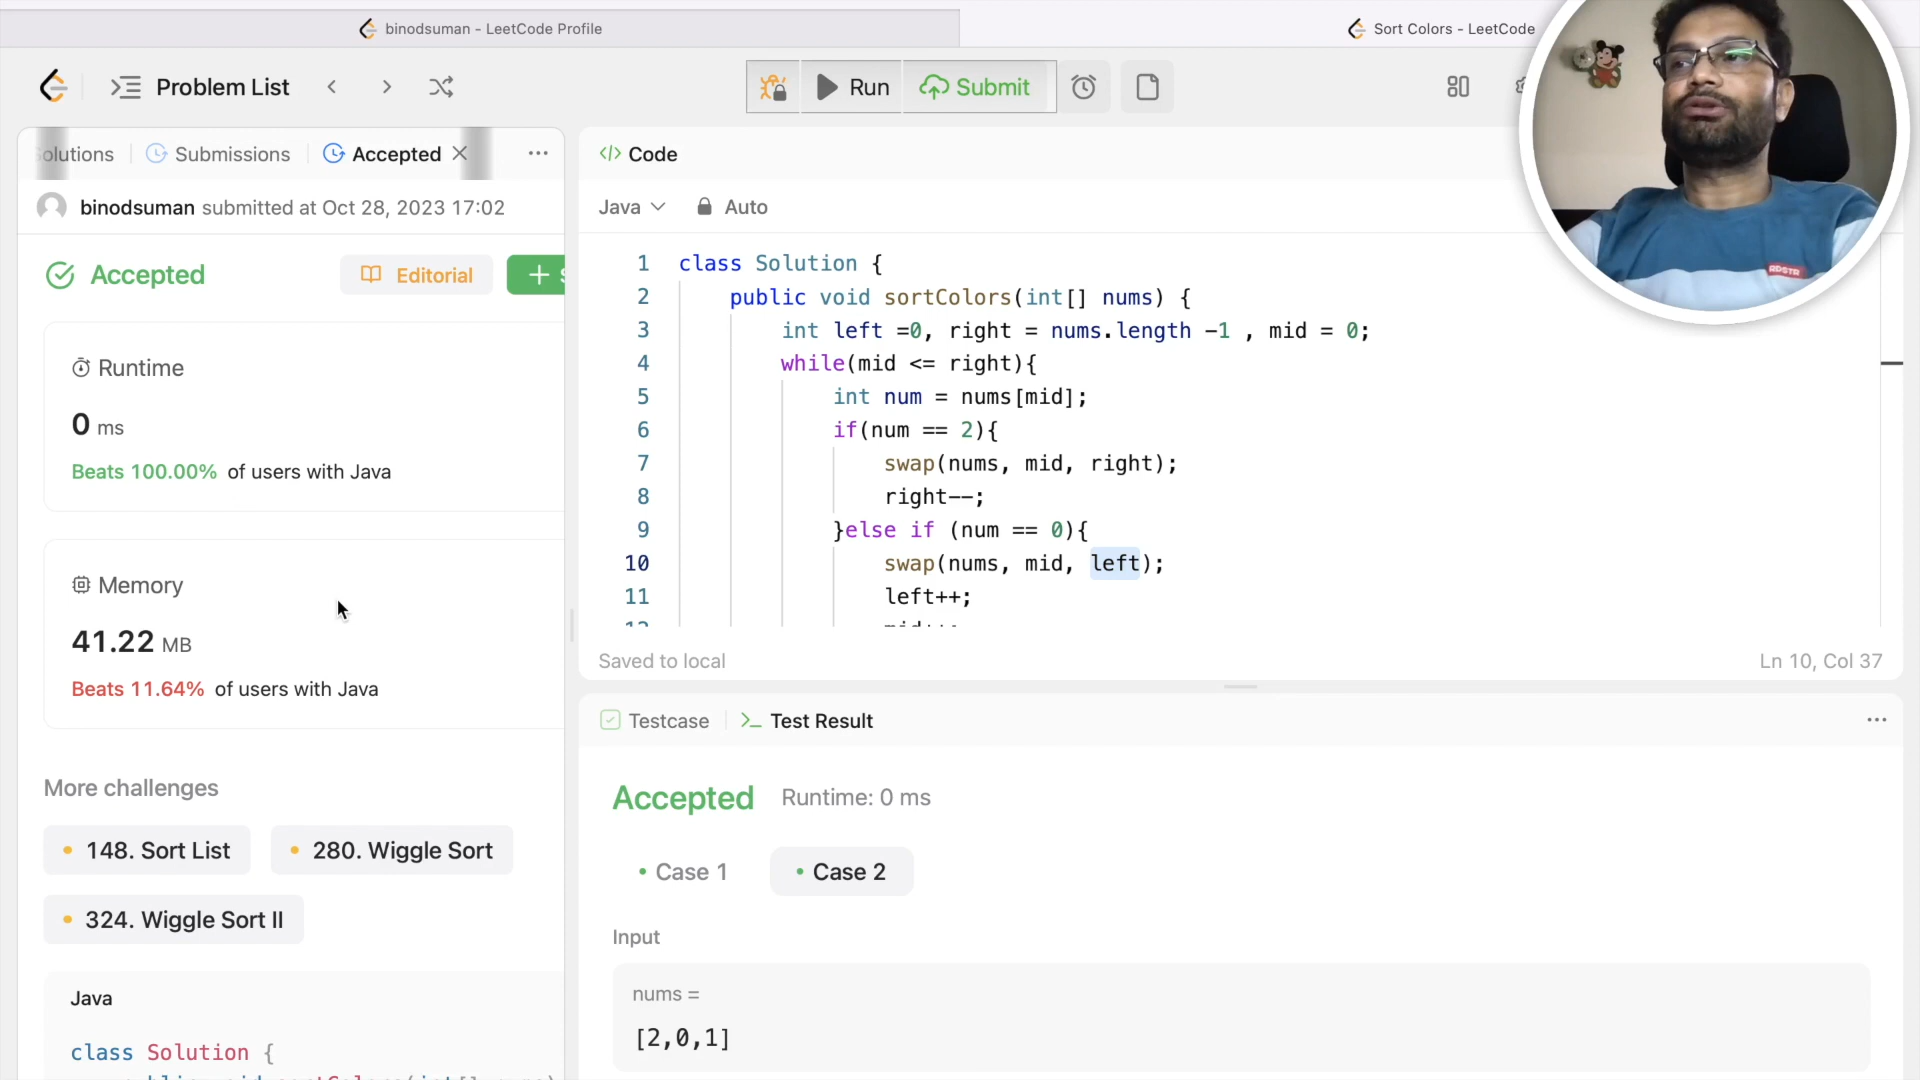 binodsuman - LeetCode Profile
Sort Colors - LeetCode
Problem List
Run
Submit
olutions
Submissions
Accepted
binodsuman submitted at Oct 28, 2023 17:02
Accepted
Editorial
Runtime
0 ms
Beats 100.00% of users with Java
Memory
41.22 MB
Beats 11.64% of users with Java
More challenges
148. Sort List
280. Wiggle Sort
324. Wiggle Sort II
Java
class Solution {
</> Code
Java
Auto
1 class Solution {
2 public void sortColors(int[] nums) {
3 int left =0, right = nums.length -1 , mid = 0;
4 while(mid <= right){
5 int num = nums[mid];
6 if(num == 2){
7 swap(nums, mid, right);
8 right--;
9 }else if (num == 0){
10 swap(nums, mid, left);
11 left++;
Saved to local
Ln 10, Col 37
Testcase
Test Result
Accepted
Runtime: 0 ms
• Case 1
• Case 2
Input
nums =
[2,0,1]
RDSTR